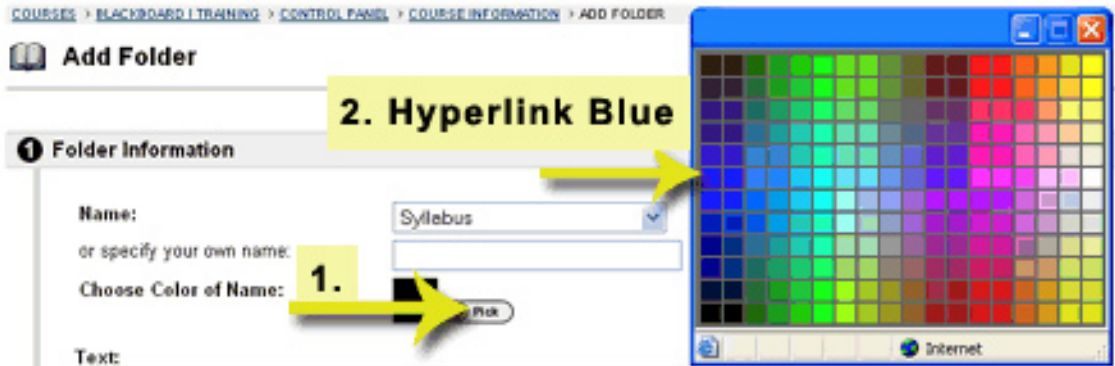 COURSES > BLACKBOARD I TRAINING > CONTROL PANEL > COURSE INFORMATION > ADD FOLDER
Add Folder
2. Hyperlink Blue
1 Folder Information
Name:
Syllabus
or specify your own name:
Choose Color of Name:
1.
Pick
Text:
Internet